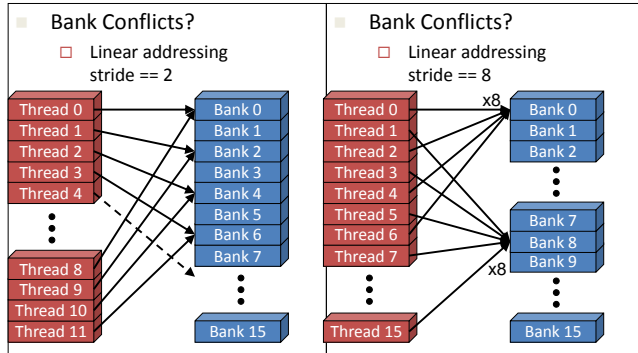 Bank Conflicts?
Linear addressing
stride == 2
Thread 0
Thread 1
Thread 2
Thread 3
Thread 4
Thread 8
Thread 9
Thread 10
Thread 11
Bank 0
Bank 1
Bank 2
Bank 3
Bank 4
Bank 5
Bank 6
Bank 7
Bank 15
Bank Conflicts?
Linear addressing
stride == 8
Thread 0
Thread 1
Thread 2
Thread 3
Thread 4
Thread 5
Thread 6
Thread 7
Thread 15
x8
x8
Bank 0
Bank 1
Bank 2
Bank 7
Bank 8
Bank 9
Bank 15